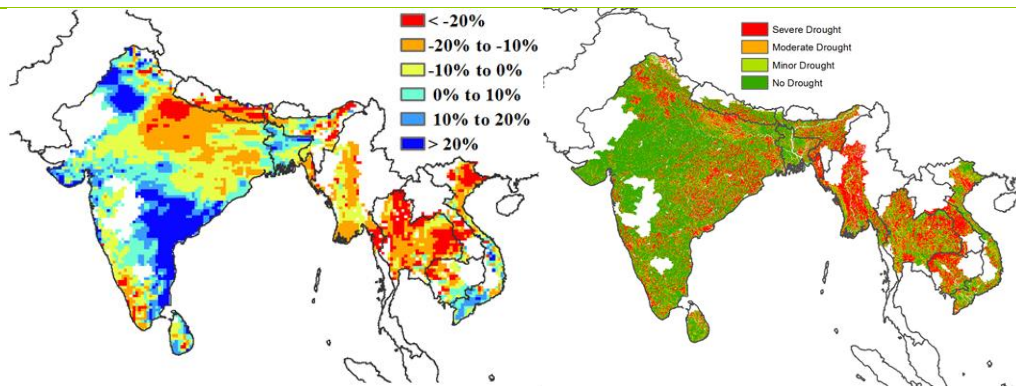 < -20%
-20% to -10%
-10% to 0%
0% to 10%
10% to 20%
> 20%
Severe Drought
Moderate Drought
Minor Drought
No Drought